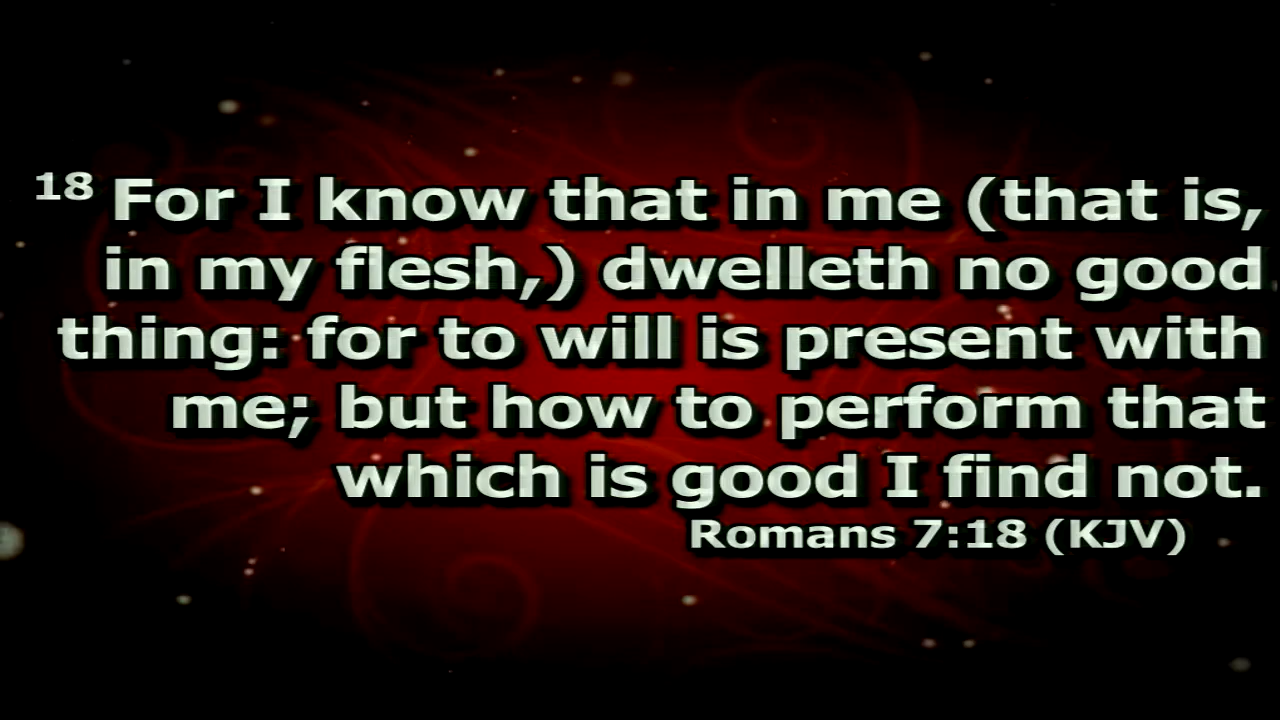 18 For I know that in me (that is,
in my flesh,) dwelleth no good
thing: for to will is present with
me; but how to perform that
which is good I find not.
Romans 7:18 (KJV)